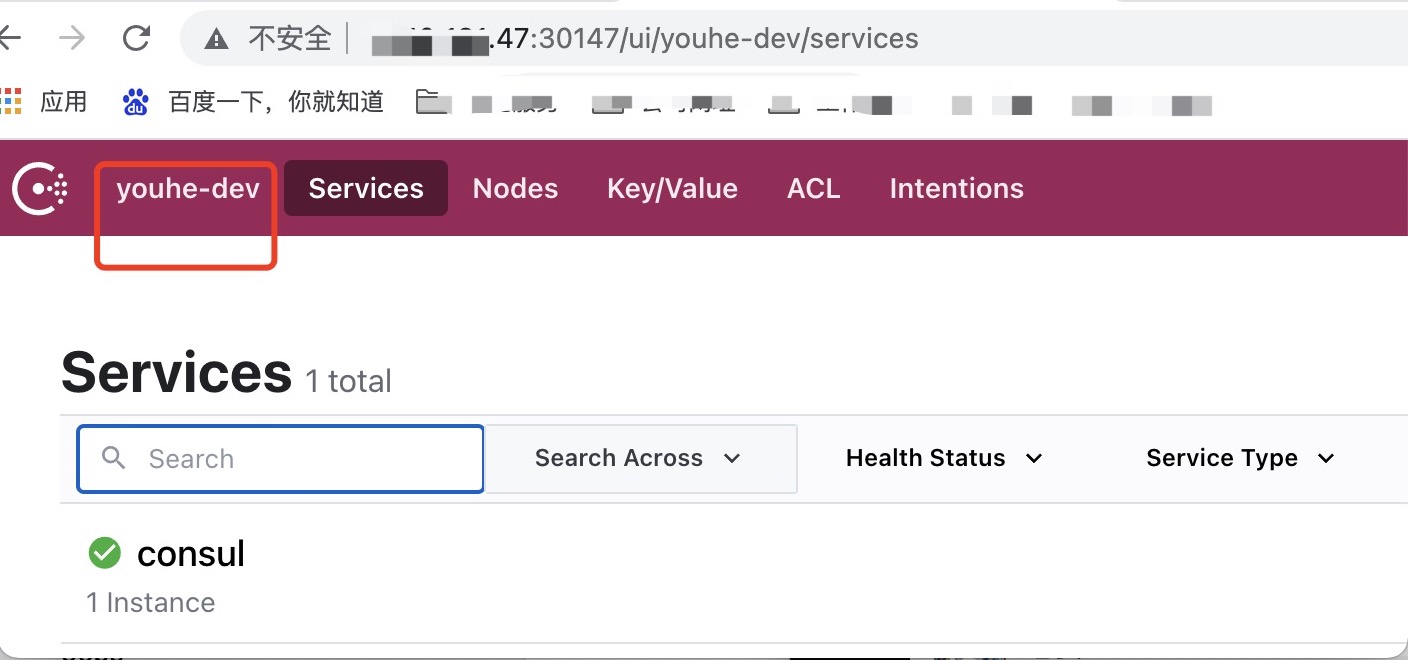 不安全 .47:30147/ui/youhe-dev/services
应用 百度一下，你就知道
youhe-dev Services Nodes Key/Value ACL Intentions
Services 1 total
Search Search Across Health Status Service Type
consul
1 Instance